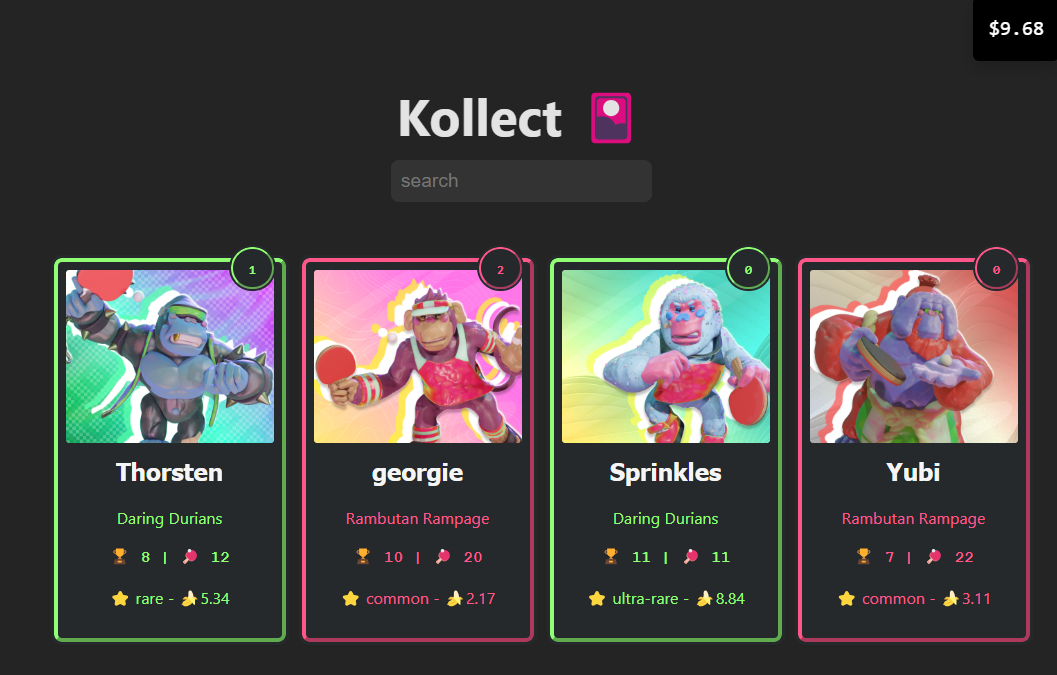 $9.68
Kollect
search
1
2
0
0
Thorsten
Daring Durians
8 | 12
rare - 5.34
georgie
Rambutan Rampage
10 | 20
common - 2.17
Sprinkles
Daring Durians
11 | 11
ultra-rare - 8.84
Yubi
Rambutan Rampage
7 | 22
common - 3.11